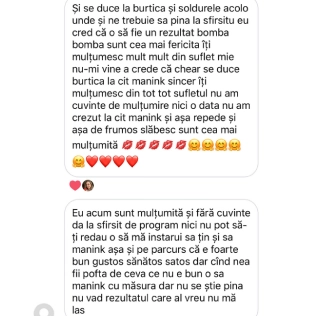 Și se duce la burtica și soldurele acolo
unde și ne trebuie sa pina la sfirsitu eu
cred că o să fie un rezultat bomba
bomba sunt cea mai fericita îți
mulțumesc mult mult din suflet mie
nu-mi vine a crede că chear se duce
burtica la cit manink sincer îți
mulțumesc din tot tot sufletul nu am
cuvinte de mulțumire nici o data nu am
crezut la cit manink și așa repede și
așa de frumos slăbesc sunt cea mai
mulțumită 💋💋💋💋💋🤗🤗🤗🤗
🤗❤️❤️❤️❤️
Eu acum sunt mulțumită și fără cuvinte
da la sfirsit de program nici nu pot să-
ți redau o să mă instarui sa țin și sa
manink așa și pe parcurs că e foarte
bun gustos sănătos satos dar cînd nea
fii pofta de ceva ce nu e bun o sa
manink cu măsura dar nu se știe pina
nu vad rezultatul care al vreu nu mă
las